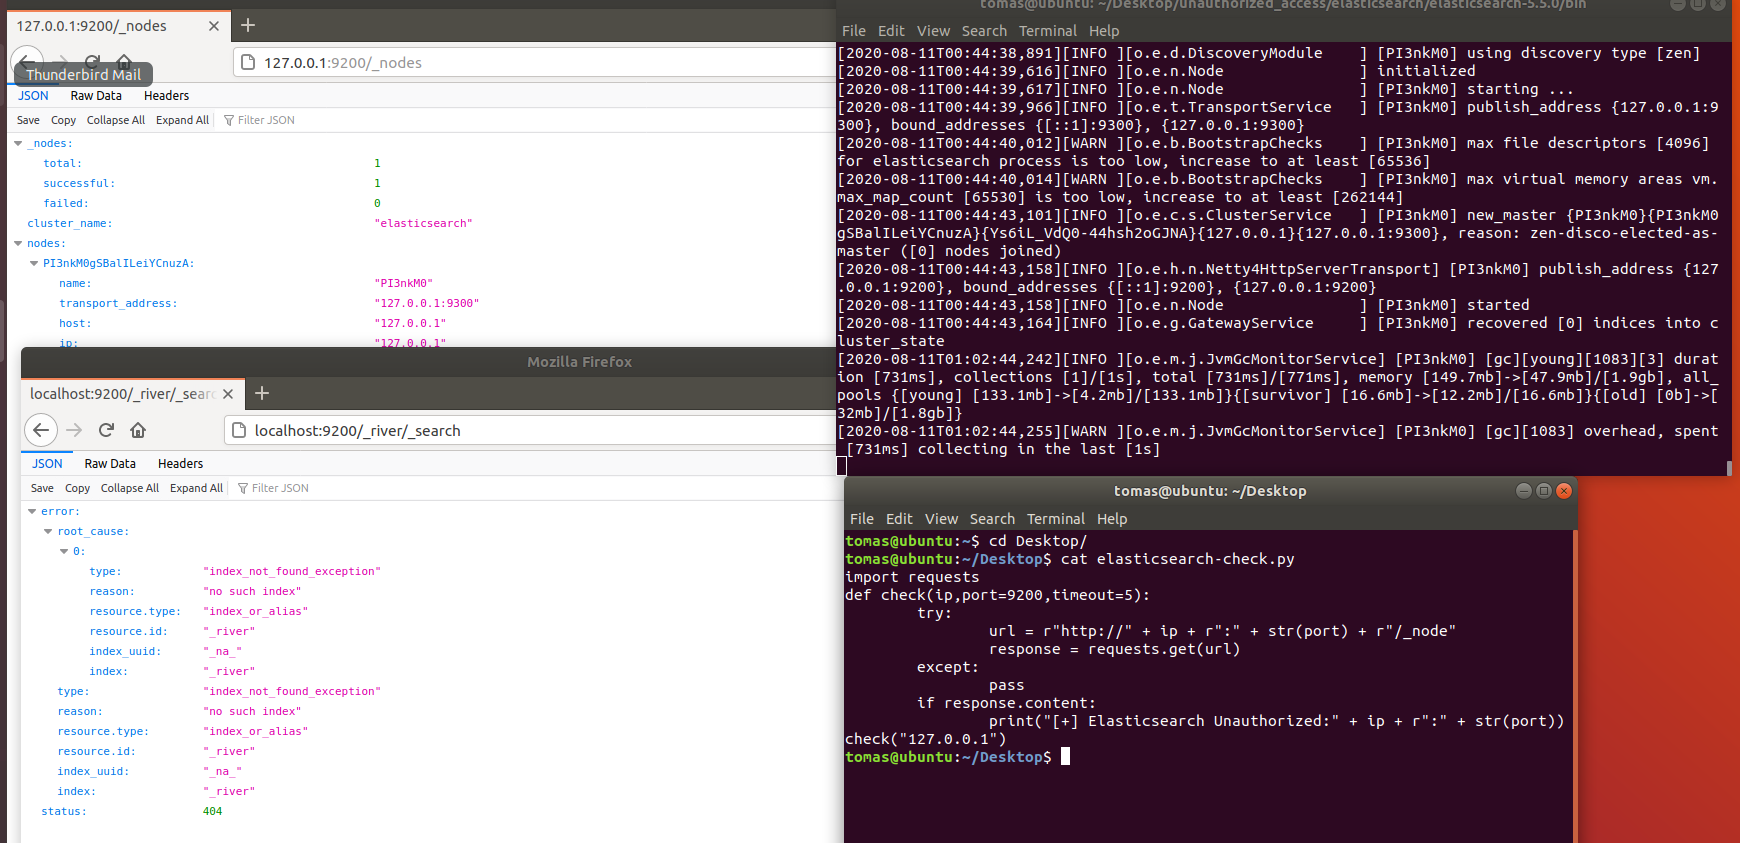 127.0.0.1:9200/_nodes
127.0.0.1:9200/_nodes
Thunderbird Mail
JSON Raw Data Headers
Save Copy Collapse All Expand All Filter JSON
_nodes:
total: 1
successful: 1
failed: 0
cluster_name: "elasticsearch"
nodes:
PI3nkM0gSBalILeiYCnuzA:
name: "PI3nkM0"
transport_address: "127.0.0.1:9300"
host: "127.0.0.1"
ip: "127.0.0.1"
Mozilla Firefox
localhost:9200/_river/_sear
localhost:9200/_river/_search
JSON Raw Data Headers
Save Copy Collapse All Expand All Filter JSON
error:
root_cause:
0:
type: "index_not_found_exception"
reason: "no such index"
resource.type: "index_or_alias"
resource.id: "_river"
index_uuid: "_na_"
index: "_river"
type: "index_not_found_exception"
reason: "no such index"
resource.type: "index_or_alias"
resource.id: "_river"
index_uuid: "_na_"
index: "_river"
status: 404
tomas@ubuntu: ~/Desktop/unauthorized_access/elasticsearch/elasticsearch-5.5.0/bin
File Edit View Search Terminal Help
[2020-08-11T00:44:38,891][INFO ][o.e.d.DiscoveryModule    ] [PI3nkM0] using discovery type [zen]
[2020-08-11T00:44:39,616][INFO ][o.e.n.Node               ] initialized
[2020-08-11T00:44:39,617][INFO ][o.e.n.Node               ] [PI3nkM0] starting ...
[2020-08-11T00:44:39,966][INFO ][o.e.t.TransportService   ] [PI3nkM0] publish_address {127.0.0.1:9
300}, bound_addresses {[::1]:9300}, {127.0.0.1:9300}
[2020-08-11T00:44:40,012][WARN ][o.e.b.BootstrapChecks    ] [PI3nkM0] max file descriptors [4096]
for elasticsearch process is too low, increase to at least [65536]
[2020-08-11T00:44:40,014][WARN ][o.e.b.BootstrapChecks    ] [PI3nkM0] max virtual memory areas vm.
max_map_count [65530] is too low, increase to at least [262144]
[2020-08-11T00:44:43,101][INFO ][o.e.c.s.ClusterService   ] [PI3nkM0] new_master {PI3nkM0}{PI3nkM0
gSBalILeiYCnuzA}{Ys6iL_VdQ0-44hsh2oGJNA}{127.0.0.1}{127.0.0.1:9300}, reason: zen-disco-elected-as-
master ([0] nodes joined)
[2020-08-11T00:44:43,158][INFO ][o.e.h.n.Netty4HttpServerTransport] [PI3nkM0] publish_address {127
.0.0.1:9200}, bound_addresses {[::1]:9200}, {127.0.0.1:9200}
[2020-08-11T00:44:43,158][INFO ][o.e.n.Node               ] [PI3nkM0] started
[2020-08-11T00:44:43,164][INFO ][o.e.g.GatewayService     ] [PI3nkM0] recovered [0] indices into c
luster_state
[2020-08-11T01:02:44,242][INFO ][o.e.m.j.JvmGcMonitorService] [PI3nkM0] [gc][young][1083][3] durat
ion [731ms], collections [1]/[1s], total [731ms]/[771ms], memory [149.7mb]->[47.9mb]/[1.9gb], all_
pools {[young] [133.1mb]->[4.2mb]/[133.1mb]}{[survivor] [16.6mb]->[12.2mb]/[16.6mb]}{[old] [0b]->[
32mb]/[1.8gb]}
[2020-08-11T01:02:44,255][WARN ][o.e.m.j.JvmGcMonitorService] [PI3nkM0] [gc][1083] overhead, spent
[731ms] collecting in the last [1s]
tomas@ubuntu: ~/Desktop
File Edit View Search Terminal Help
tomas@ubuntu:~$ cd Desktop/
tomas@ubuntu:~/Desktop$ cat elasticsearch-check.py
import requests
def check(ip,port=9200,timeout=5):
try:
url = r"http://" + ip + r":" + str(port) + r"/_node"
response = requests.get(url)
except:
pass
if response.content:
print("[+] Elasticsearch Unauthorized:" + ip + r":" + str(port))
check("127.0.0.1")
tomas@ubuntu:~/Desktop$